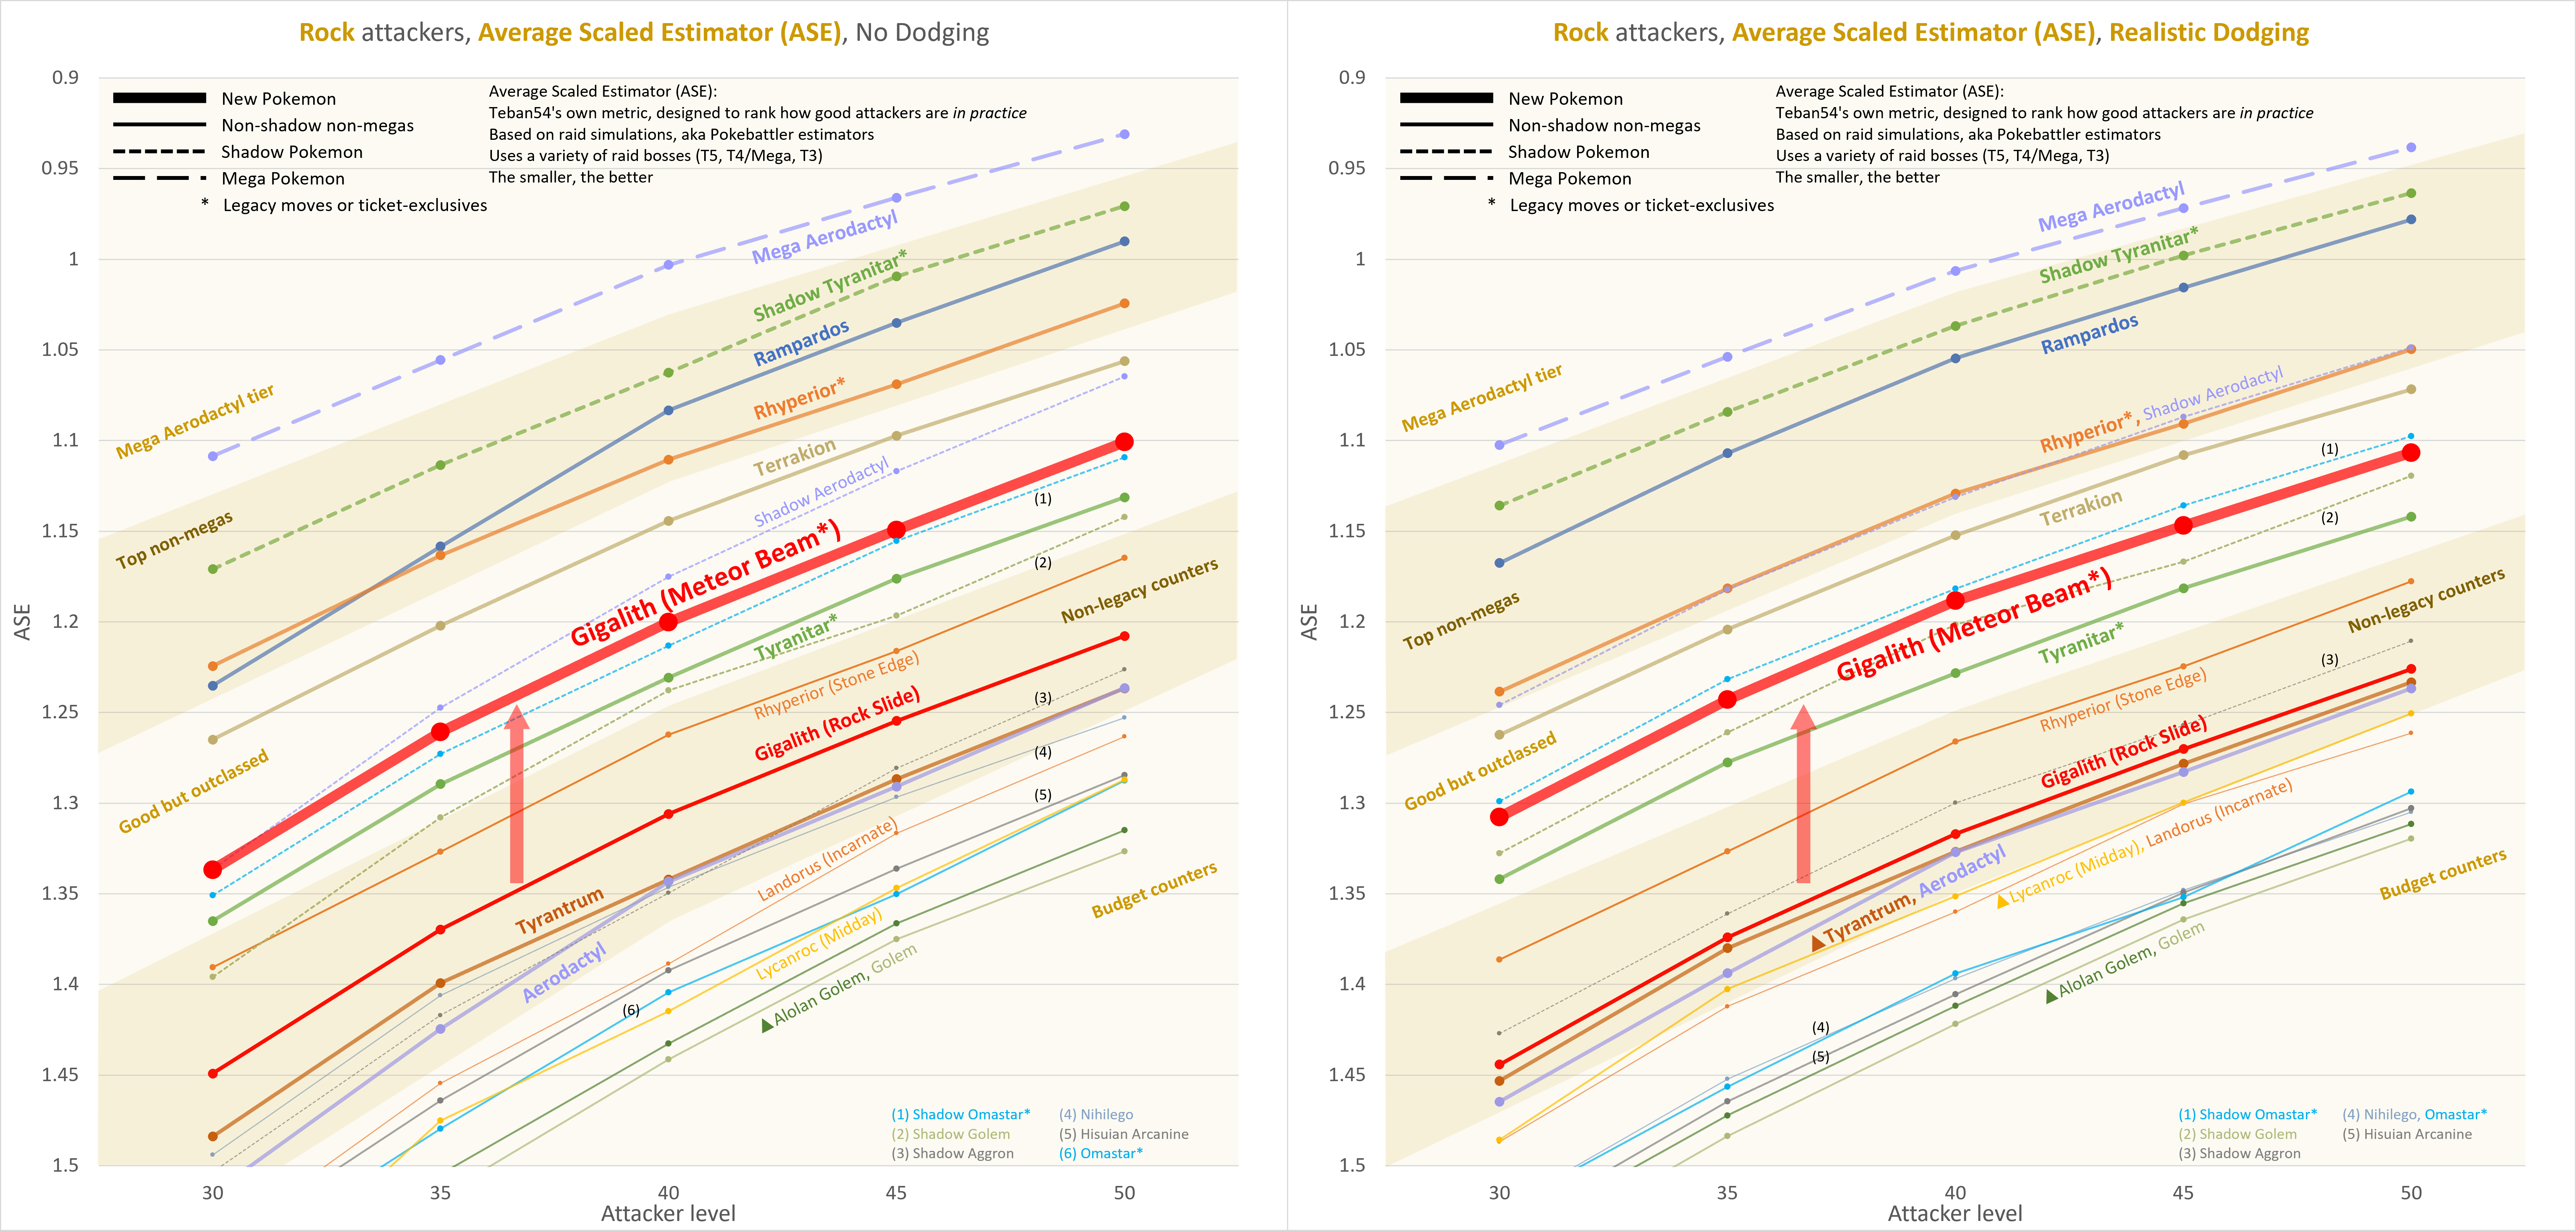 Rock attackers, Average Scaled Estimator (ASE), No Dodging
0.9
0.95
1
1.05
1.1
1.15
1.2
1.25
1.3
1.35
1.4
1.45
1.5
ASE
New Pokemon
Non-shadow non-megas
Shadow Pokemon
Mega Pokemon
* Legacy moves or ticket-exclusives
Average Scaled Estimator (ASE):
Teban54's own metric, designed to rank how good attackers are in practice
Based on raid simulations, aka Pokebattler estimators
Uses a variety of raid bosses (T5, T4/Mega, T3)
The smaller, the better
Mega Aerodactyl
Shadow Tyranitar*
Rampardos
Rhyperior*
Mega Aerodactyl tier
Terrakion
Shadow Aerodactyl
(1)
Top non-megas
Gigalith (Meteor Beam*)
(2)
Non-legacy counters
Tyranitar*
Rhyperior (Stone Edge)
(3)
Gigalith (Rock Slide)
(4)
Good but outclassed
(5)
Landorus (Incarnate)
Tyrantrum
Budget counters
Aerodactyl
Lycanroc (Midday)
(6)
Alolan Golem, Golem
(1) Shadow Omastar*
(2) Shadow Golem
(3) Shadow Aggron
(4) Nihilego
(5) Hisuian Arcanine
(6) Omastar*
30
35
40
45
50
Attacker level
Rock attackers, Average Scaled Estimator (ASE), Realistic Dodging
0.9
0.95
1
1.05
1.1
1.15
1.2
1.25
1.3
1.35
1.4
1.45
1.5
ASE
New Pokemon
Non-shadow non-megas
Shadow Pokemon
Mega Pokemon
* Legacy moves or ticket-exclusives
Average Scaled Estimator (ASE):
Teban54's own metric, designed to rank how good attackers are in practice
Based on raid simulations, aka Pokebattler estimators
Uses a variety of raid bosses (T5, T4/Mega, T3)
The smaller, the better
Mega Aerodactyl
Shadow Tyranitar*
Rampardos
Mega Aerodactyl tier
Rhyperior*, Shadow Aerodactyl
(1)
Terrakion
(2)
Top non-megas
Gigalith (Meteor Beam*)
Non-legacy counters
Tyranitar*
(3)
Rhyperior (Stone Edge)
Gigalith (Rock Slide)
Good but outclassed
Lycanroc (Midday), Landorus (Incarnate)
Tyrantrum, Aerodactyl
Budget counters
Alolan Golem, Golem
(4)
(5)
(1) Shadow Omastar*
(2) Shadow Golem
(3) Shadow Aggron
(4) Nihilego, Omastar*
(5) Hisuian Arcanine
30
35
40
45
50
Attacker level